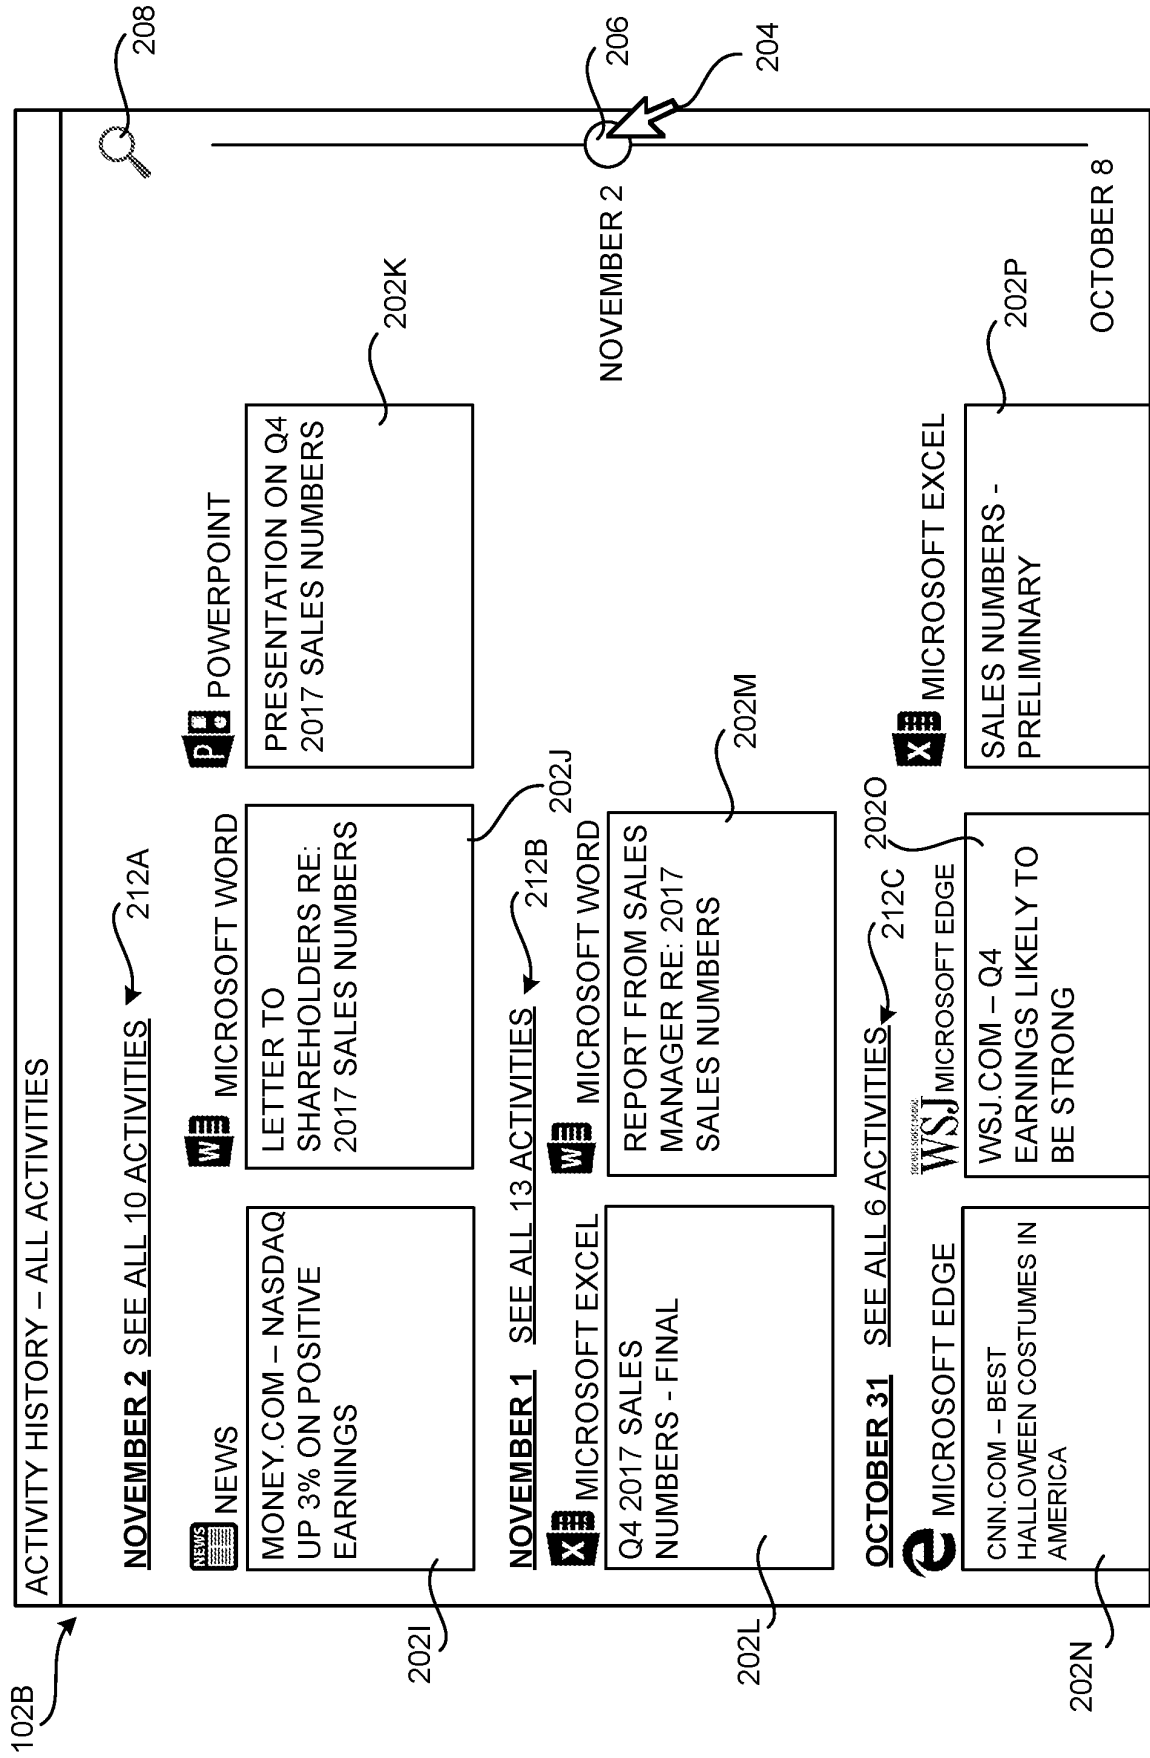 102B
ACTIVITY HISTORY – ALL ACTIVITIES
208
NOVEMBER 2 SEE ALL 10 ACTIVITIES
212A
NEWS
NEWS
W
MICROSOFT WORD
P
POWERPOINT
MONEY.COM – NASDAQ
UP 3% ON POSITIVE
EARNINGS
LETTER TO
SHAREHOLDERS RE:
2017 SALES NUMBERS
PRESENTATION ON Q4
2017 SALES NUMBERS
202I
202J
202K
NOVEMBER 1 SEE ALL 13 ACTIVITIES
212B
X
MICROSOFT EXCEL
W
MICROSOFT WORD
NOVEMBER 2
206
204
Q4 2017 SALES
NUMBERS - FINAL
REPORT FROM SALES
MANAGER RE: 2017
SALES NUMBERS
202L
202M
OCTOBER 31 SEE ALL 6 ACTIVITIES
212C
202O
e
MICROSOFT EDGE
WSJ
MICROSOFT EDGE
X
MICROSOFT EXCEL
CNN.COM – BEST
HALLOWEEN COSTUMES IN
AMERICA
WSJ.COM – Q4
EARNINGS LIKELY TO
BE STRONG
SALES NUMBERS -
PRELIMINARY
202N
202P
OCTOBER 8